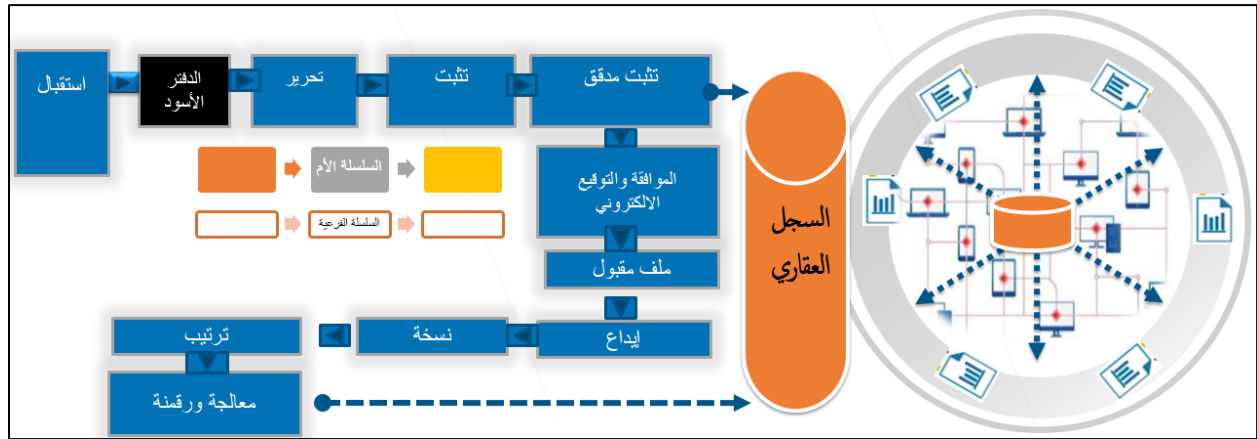 استقبال
الدفتر
الأسود
تحرير
تثبت
تثبت مدقق
السلسلة الأم
السلسلة الفرعية
الموافقة والتوقيع
الالكتروني
ملف مقبول
إيداع
نسخة
ترتيب
معالجة ورقمنة
السجل
العقاري